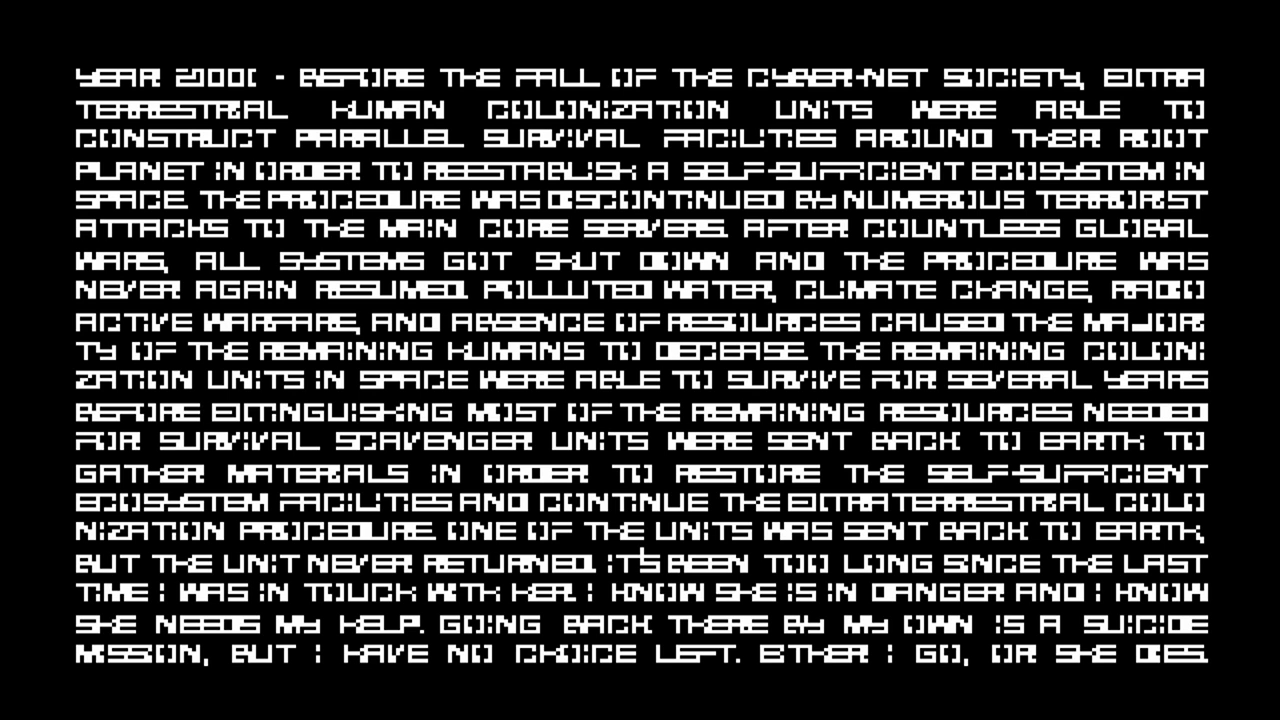 YEAR 21000 - BEFORE THE FALL OF THE CYBER-NET SOCIETY, EXTRA
TERRESTRIAL HUMAN COLONIZATION UNITS WERE ABLE TO
CONSTRUCT PARALLEL SURVIVAL FACILITIES AROUND THEIR ROOT
PLANET IN ORDER TO REESTABLISH A SELF-SUFFICIENT ECOSYSTEM IN
SPACE. THE PROCEDURE WAS DISCONTINUED BY NUMEROUS TERRORIST
ATTACKS TO THE MAIN CORE SERVERS. AFTER COUNTLESS GLOBAL
WARS, ALL SYSTEMS GOT SHUT DOWN AND THE PROCEDURE WAS
NEVER AGAIN RESUMED. POLLUTED WATER, CLIMATE CHANGE, RADIO
ACTIVE WARFARE, AND ABSENCE OF RESOURCES CAUSED THE MAJORI
TY OF THE REMAINING HUMANS TO DECEASE. THE REMAINING COLONI
ZATION UNITS IN SPACE WERE ABLE TO SURVIVE FOR SEVERAL YEARS
BEFORE EXTINGUISHING MOST OF THE REMAINING RESOURCES NEEDED
FOR SURVIVAL. SCAVENGER UNITS WERE SENT BACK TO EARTH TO
GATHER MATERIALS IN ORDER TO RESTORE THE SELF-SUFFICIENT
ECOSYSTEM FACILITIES AND CONTINUE THE EXTRATERRESTRIAL COLO
NIZATION PROCEDURE. ONE OF THE UNITS WAS SENT BACK TO EARTH,
BUT THE UNIT NEVER RETURNED. IT'S BEEN TOO LONG SINCE THE LAST
TIME I WAS IN TOUCH WITH HER. I KNOW SHE IS IN DANGER AND I KNOW
SHE NEEDS MY HELP. GOING BACK THERE BY MY OWN IS A SUICIDE
MISSION, BUT I HAVE NO CHOICE LEFT. EITHER I GO, OR SHE DIES.